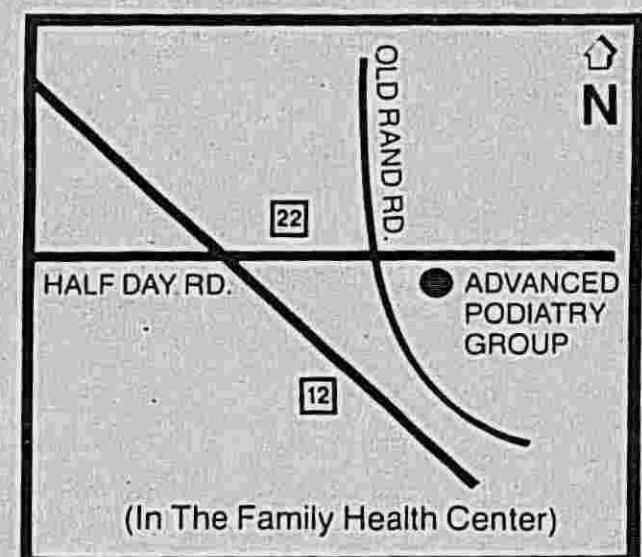 N
OLD RAND RD.
22
HALF DAY RD.
ADVANCED
PODIATRY
GROUP
12
(In The Family Health Center)